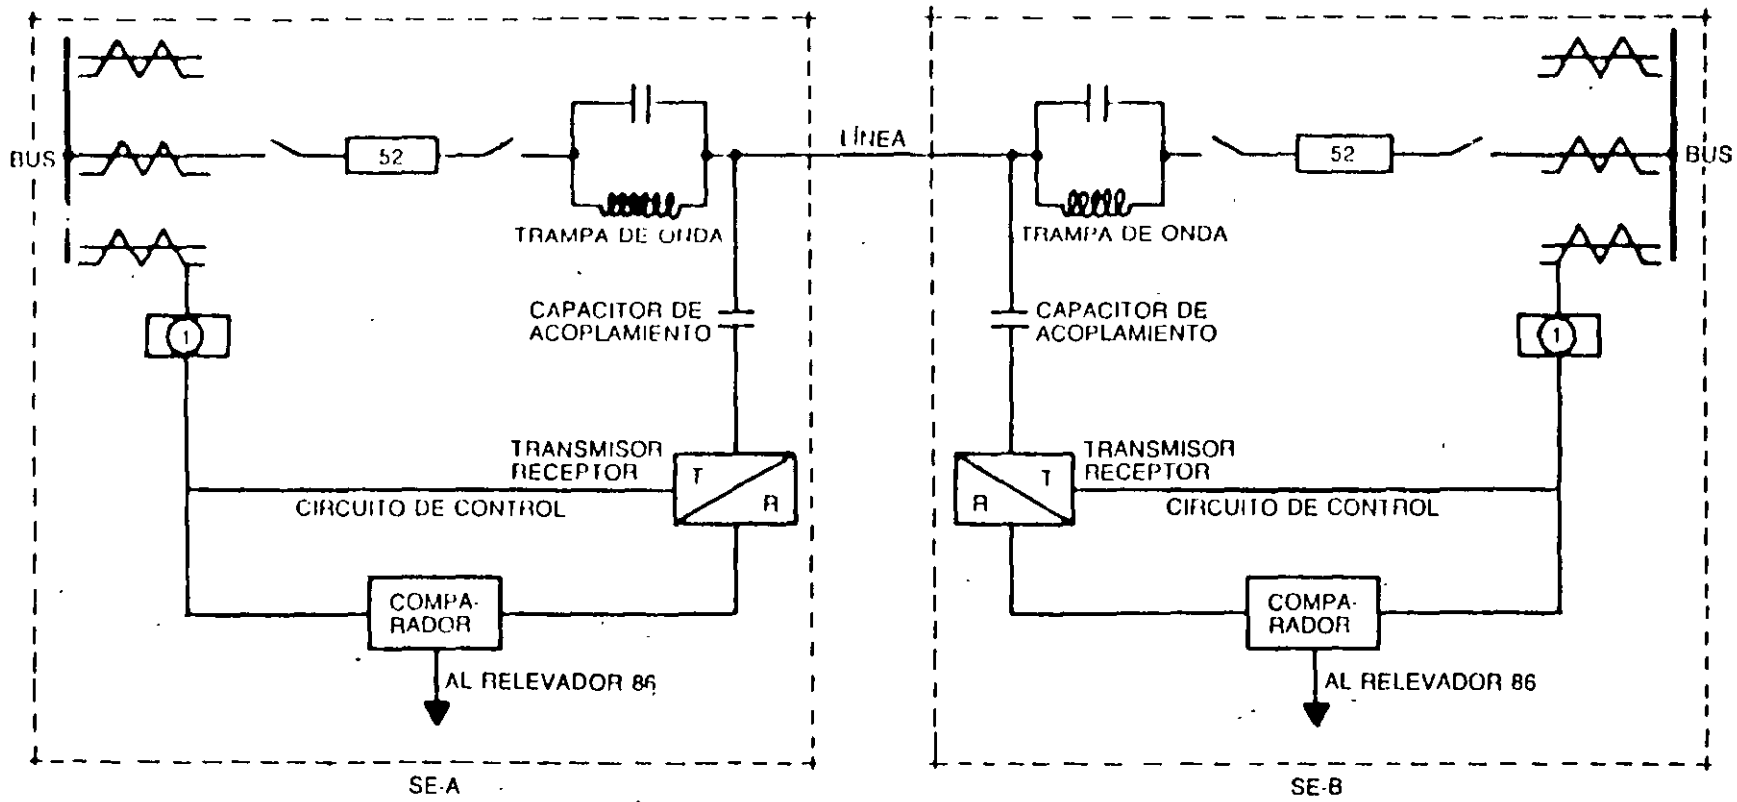 LÍNEA
BUS
52
52
BUS
TRAMPA DE ONDA
TRAMPA DE ONDA
CAPACITOR DE
ACOPLAMIENTO
CAPACITOR DE
ACOPLAMIENTO
1
1
TRANSMISOR
RECEPTOR
T
R
TRANSMISOR
RECEPTOR
T
R
CIRCUITO DE CONTROL
CIRCUITO DE CONTROL
COMPA-
RADOR
COMPA-
RADOR
AL RELEVADOR 86
AL RELEVADOR 86
SE-A
SE-B